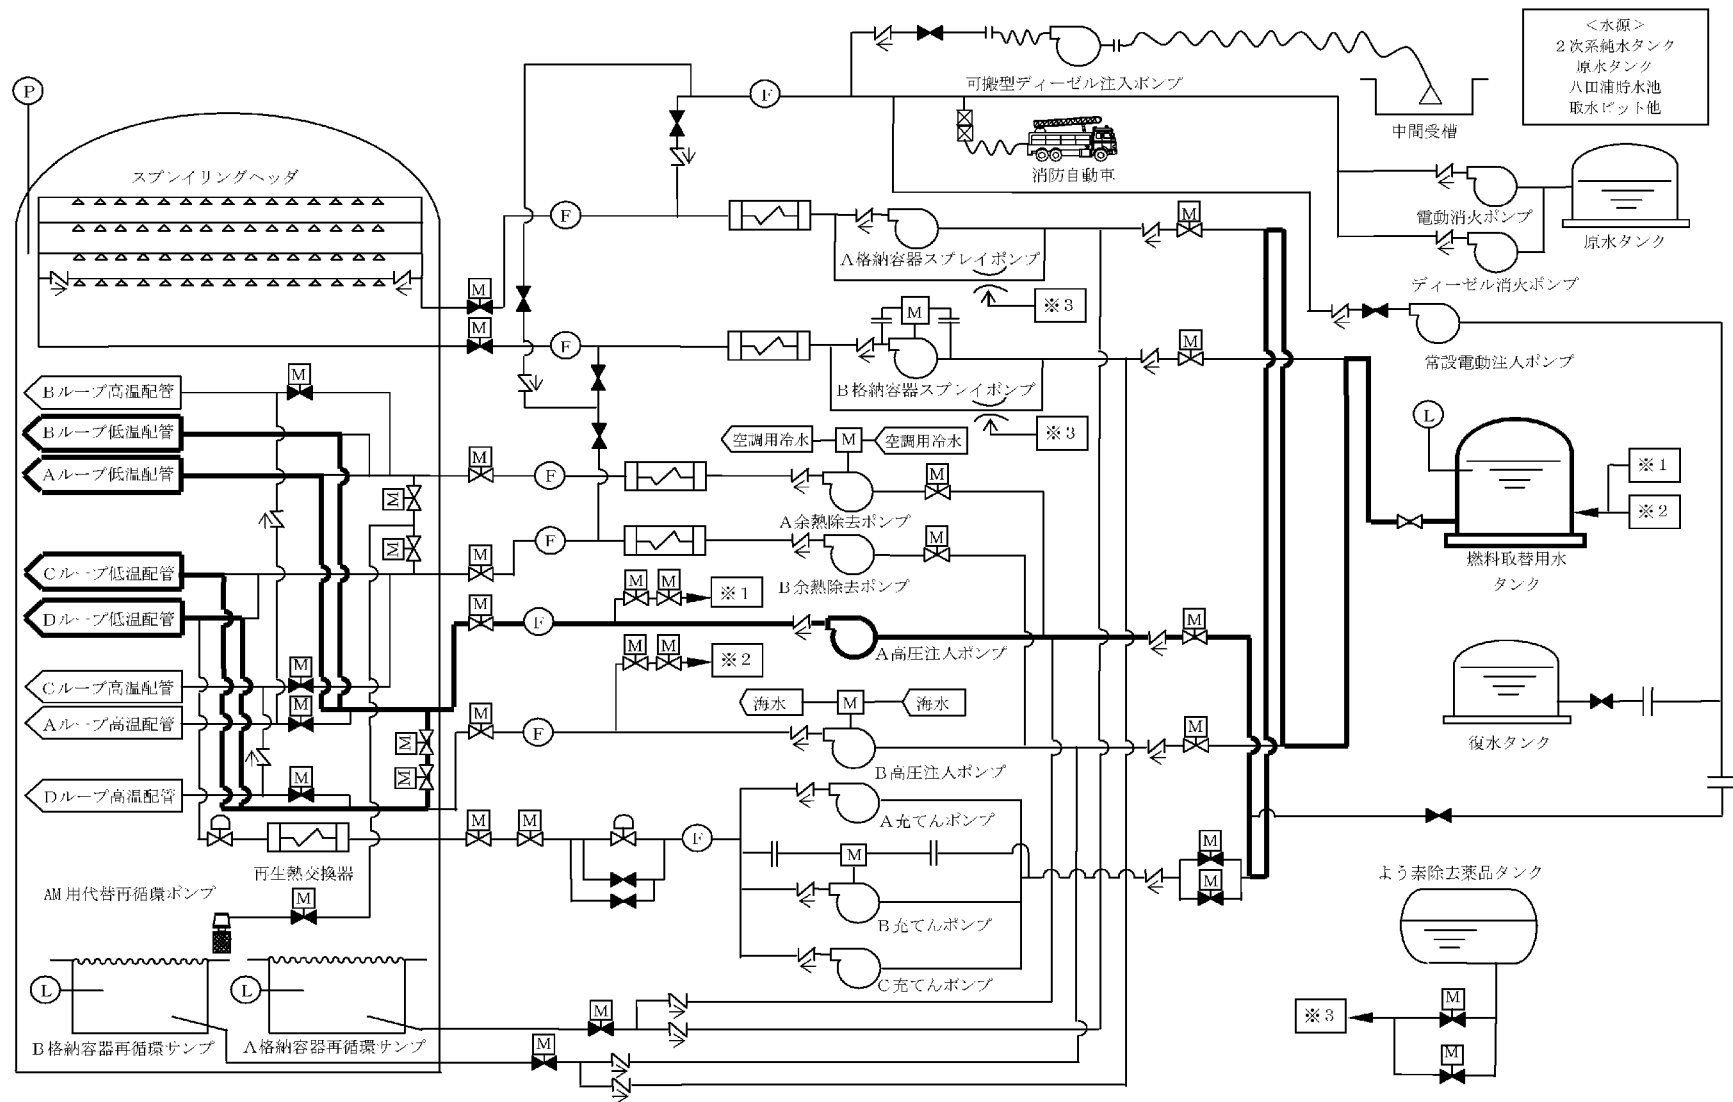 <水源>
2次系純水タンク
原水タンク
八田浦貯水池
取水ピット他
P
スプレイリングヘッダ
可搬型ディーゼル注入ポンプ
中間受槽
F
消防自動車
電動消火ポンプ
原水タンク
ディーゼル消火ポンプ
F
M
M
A格納容器スプレイポンプ
※3
M
F
M
M
B格納容器スプレイポンプ
※3
常設電動注入ポンプ
Bループ高温配管
M
Bループ低温配管
Aループ低温配管
空調用冷水
M
空調用冷水
L
M
F
M
A余熱除去ポンプ
※1
※2
燃料取替用水
タンク
M
M
M
F
M
B余熱除去ポンプ
Cループ低温配管
Dループ低温配管
M
M
※1
M
F
M
A高圧注入ポンプ
M
M
※2
Cループ高温配管
M
Aループ高温配管
M
海水
M
海水
M
F
M
B高圧注入ポンプ
復水タンク
M
M
Dループ高温配管
M
A充てんポンプ
M
M
F
再生熱交換器
M
M
M
B充てんポンプ
AM用代替再循環ポンプ
M
よう素除去薬品タンク
C充てんポンプ
L
L
M
M
B格納容器再循環サンプ
A格納容器再循環サンプ
M
※3
M